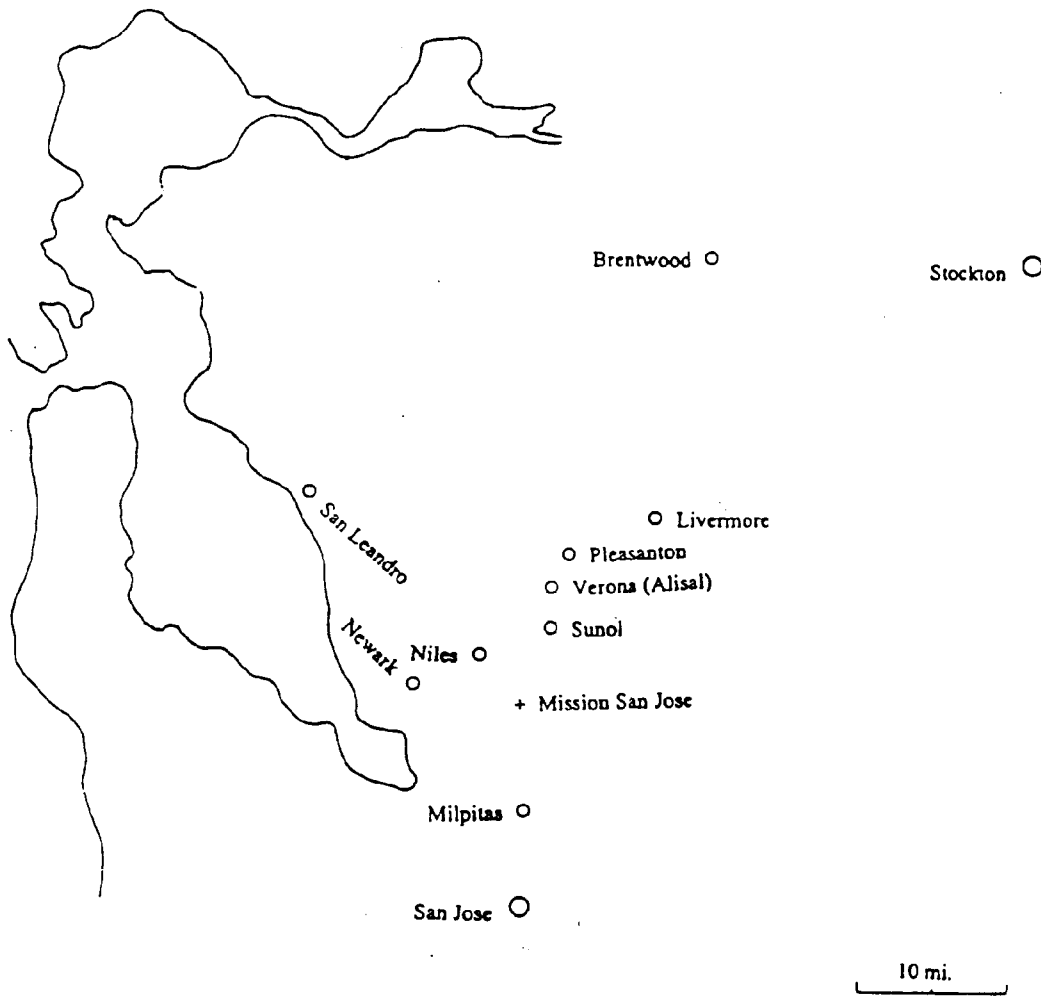 Brentwood
Stockton
San Leandro
Livermore
Pleasanton
Verona (Alisal)
Sunol
Newark
Niles
+ Mission San Jose
Milpitas
San Jose
10 mi.